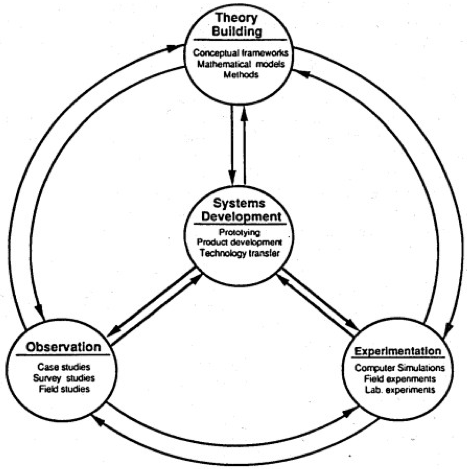 Theory
Building
Conceptual frameworks
Mathematical models
Methods
Systems
Development
Prototying
Product development
Technology transfer
Observation
Case studies
Survey studies
Field studies
Experimentation
Computer Simulations
Field experiments
Lab. experiments